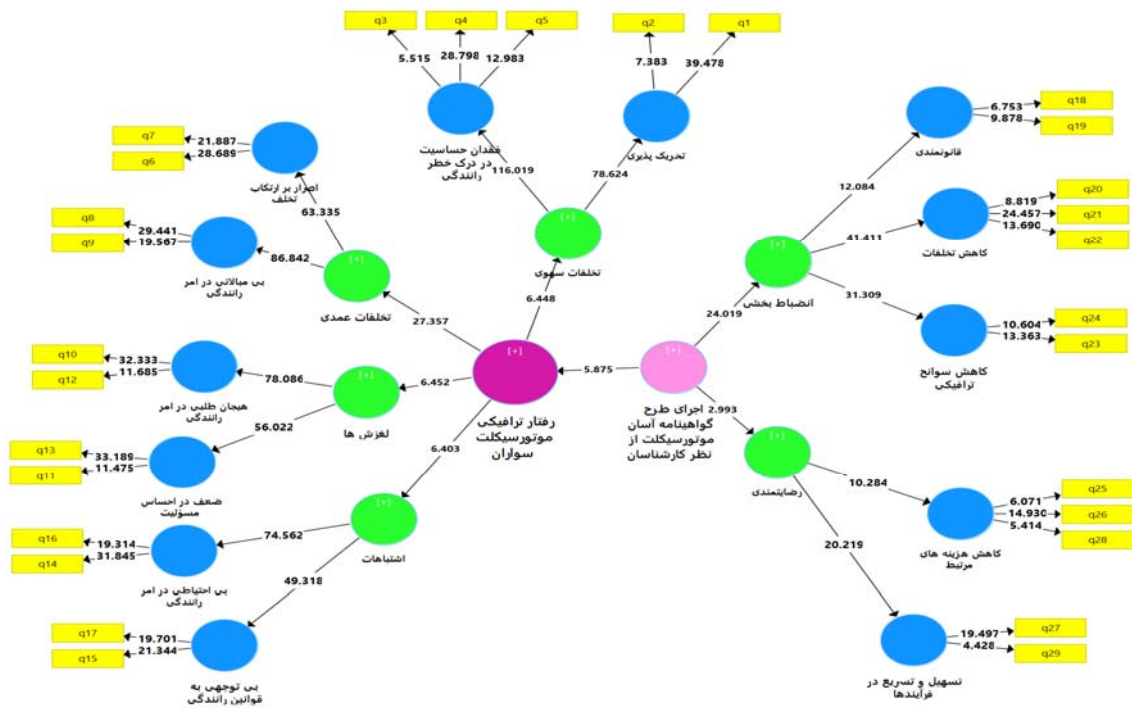 q3
q4
q5
q2
q1
5.515
28.798
12.983
7.383
39.478
q18
q19
6.753
9.878
قانونمندی
q7
q6
21.887
28.689
فقدان حساسیت
در درک خطر
رانندگی
تحریک پذیری
اصرار بر ارتکاب
تخلف
116.019
78.624
12.084
q20
q21
q22
8.819
24.457
13.690
کاهش تخلفات
q8
q9
29.441
19.567
بی مبالاتی در امر
رانندگی
63.335
86.842
[+]
تخلفات عمدی
[+]
تخلفات سهوی
[+]
انضباط بخشی
41.411
31.309
27.357
6.448
24.019
q24
q23
10.604
13.363
کاهش سوانح
ترافیکی
q10
q12
32.333
11.685
هیجان طلبی در امر
رانندگی
78.086
56.022
[+]
لغزش ها
6.452
[+]
رفتار ترافیکی
موتورسیکلت
سواران
5.875
[+]
اجرای طرح
گواهینامه آسان
موتورسیکلت از
نظر کارشناسان
2.993
[+]
رضایتمندی
q13
q11
33.189
11.475
ضعف در احساس
مسؤلیت
6.403
10.284
20.219
q25
q26
q28
6.071
14.930
5.414
کاهش هزینه های
مرتبط
q16
q14
19.314
31.845
بی احتیاطی در امر
رانندگی
74.562
49.318
[+]
اشتباهات
q17
q15
19.701
21.344
بی توجهی به
قوانین رانندگی
q27
q29
19.497
4.428
تسهیل و تسریع در
فرآیندها